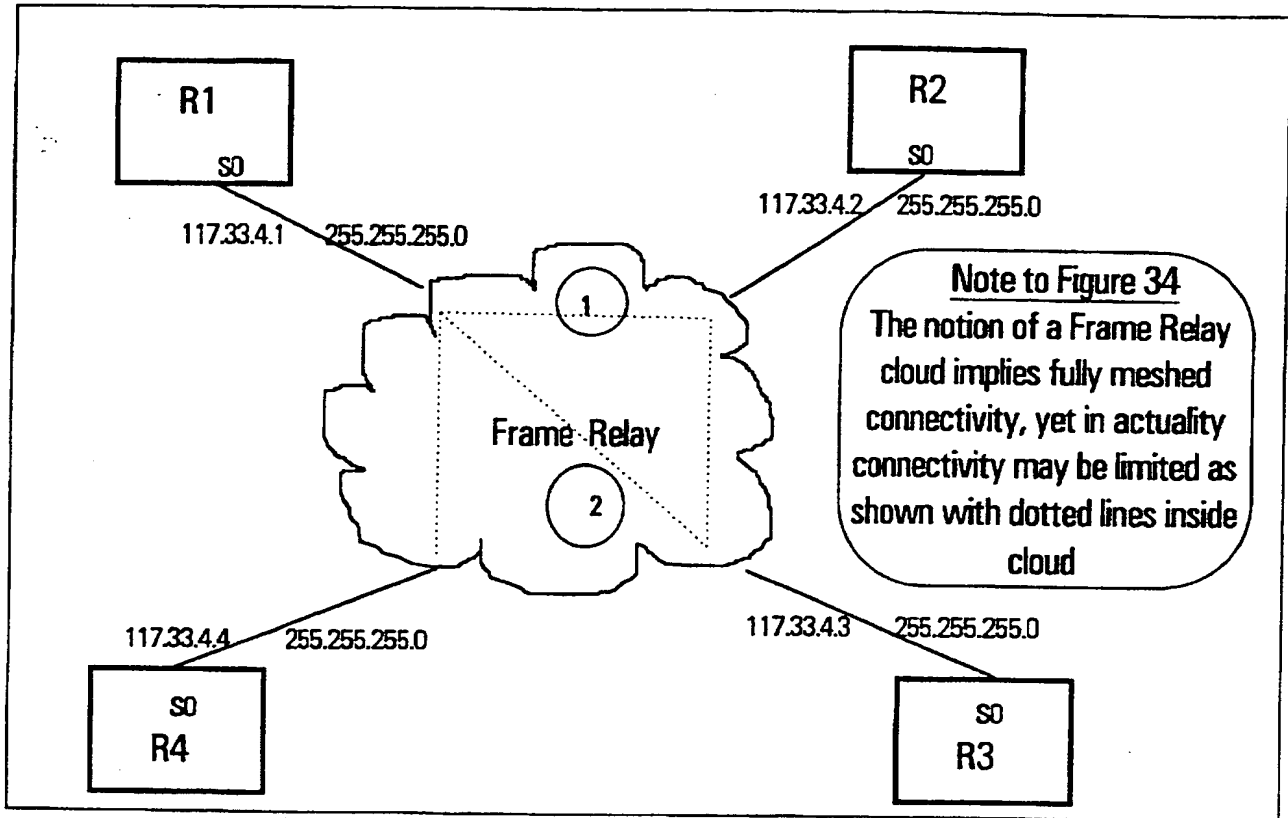 R1
S0
R2
S0
117.33.4.1 255.255.255.0
117.33.4.2 255.255.255.0
1
Frame Relay
2
Note to Figure 34
The notion of a Frame Relay
cloud implies fully meshed
connectivity, yet in actuality
connectivity may be limited as
shown with dotted lines inside
cloud
117.33.4.4 255.255.255.0
117.33.4.3 255.255.255.0
S0
R4
S0
R3